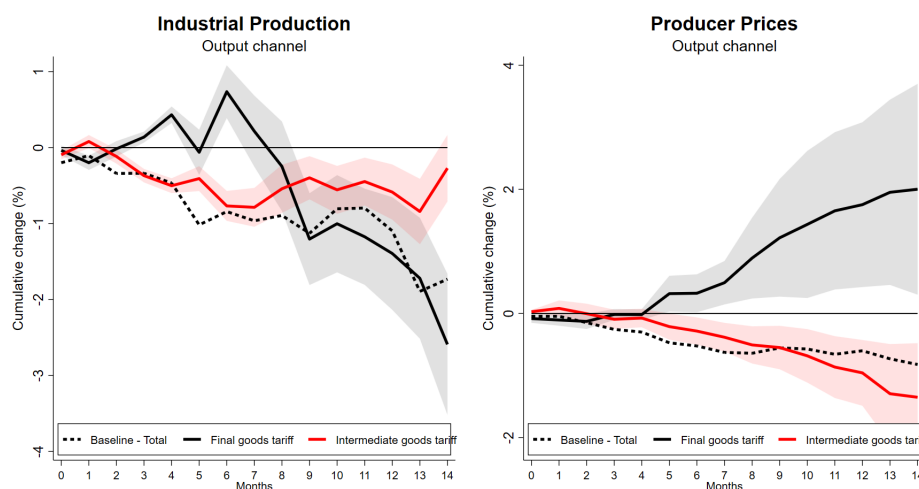 Industrial Production
Output channel
Cumulative change (%)
1
0
-1
-2
-3
-4
Baseline - Total
Final goods tariff
Intermediate goods tariff
0 1 2 3 4 5 6 7 8 9 10 11 12 13 14
Months
Producer Prices
Output channel
Cumulative change (%)
4
2
0
-2
Baseline - Total
Final goods tariff
Intermediate goods tariff
0 1 2 3 4 5 6 7 8 9 10 11 12 13 14
Months